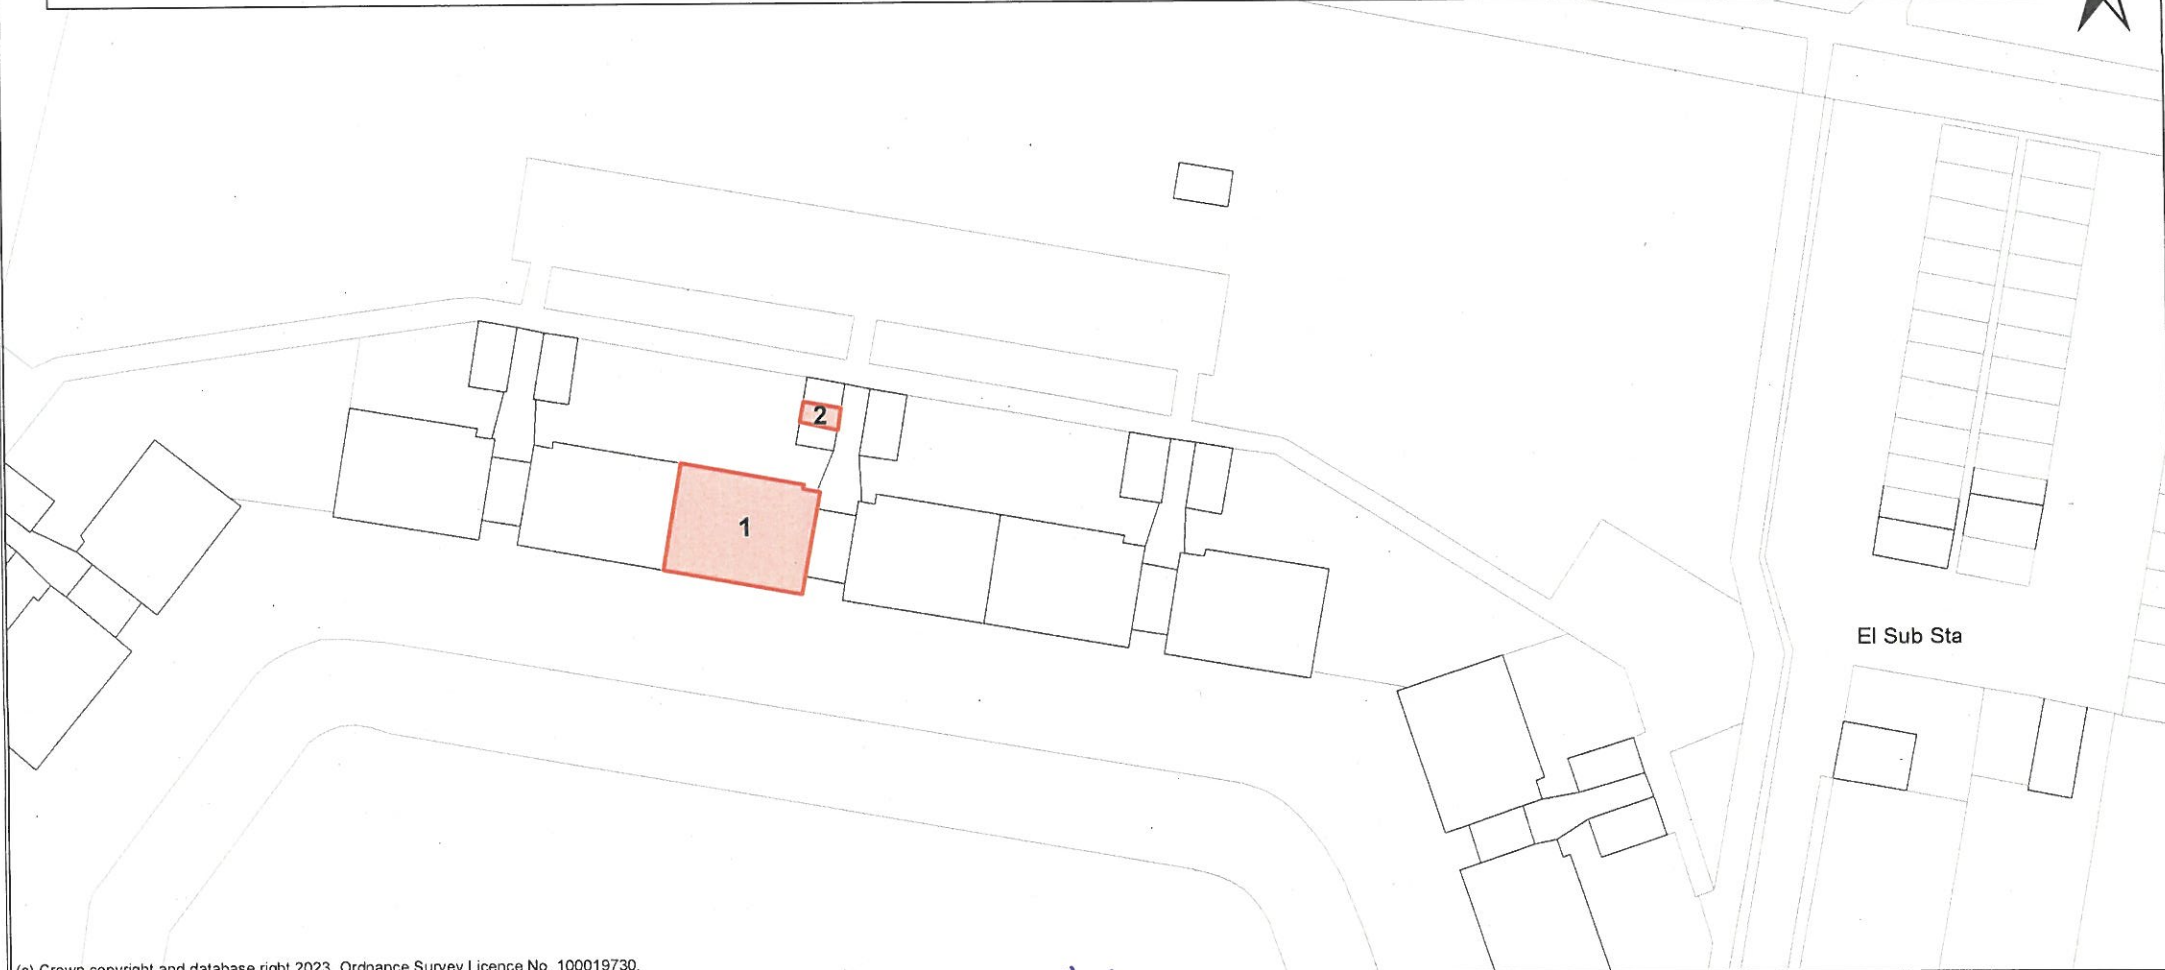 2
1
El Sub Sta
(c) Crown copyright and database right 2023. Ordnance Survey Licence No. 100019730.